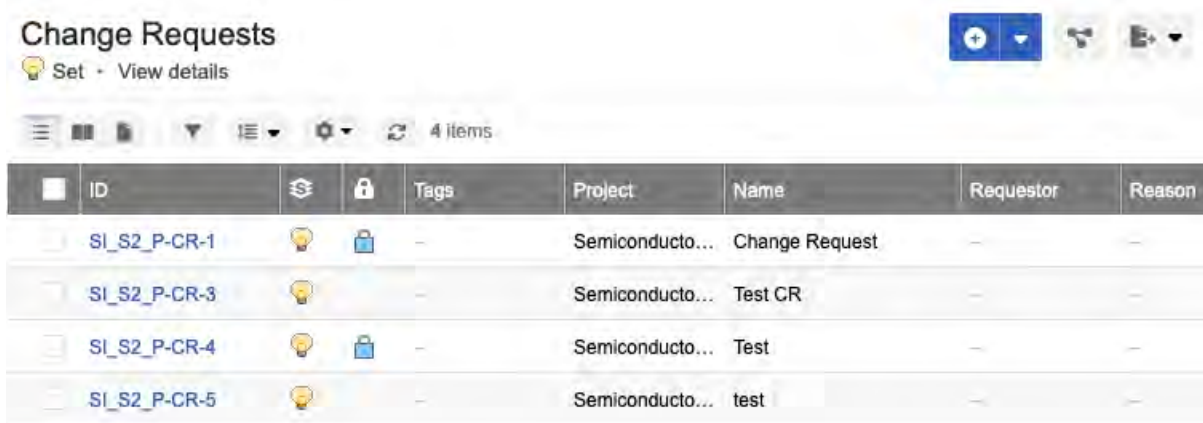 Change Requests
Set · View details
4 items
ID Tags Project Name Requestor Reason
SI_S2_P-CR-1 – Semiconducto... Change Request – –
SI_S2_P-CR-3 – Semiconducto... Test CR – –
SI_S2_P-CR-4 – Semiconducto... Test – –
SI_S2_P-CR-5 – Semiconducto... test – –